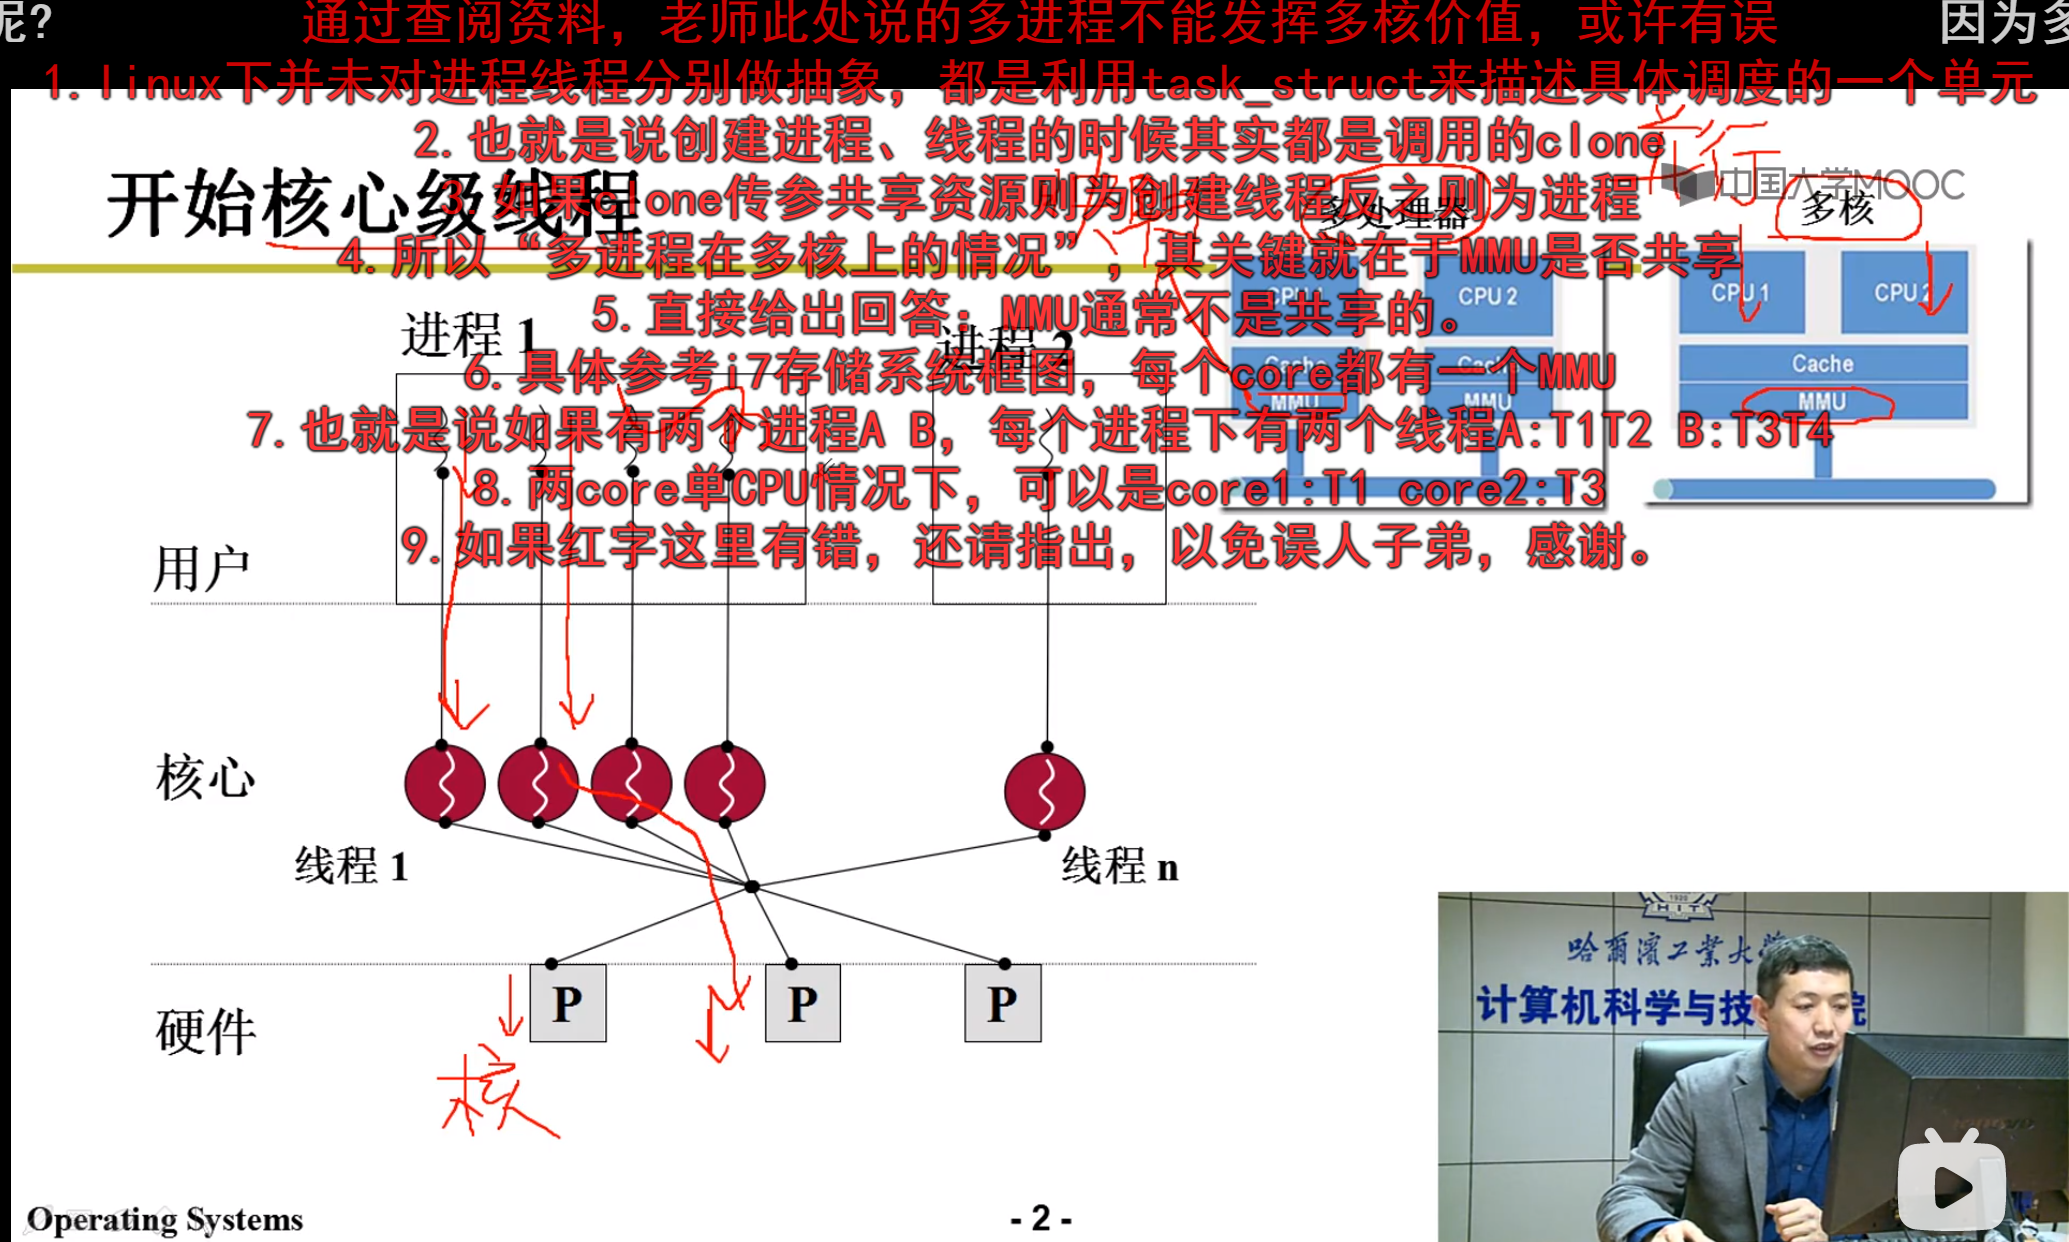 呢?
通过查阅资料，老师此处说的多进程不能发挥多核价值，或许有误
因为多
1.linux下并未对进程线程分别做抽象，都是利用task_struct来描述具体调度的一个单元
2.也就是说创建进程、线程的时候其实都是调用的clone
3.如果clone传参共享资源则为创建线程反之则为进程
4.所以“多进程在多核上的情况”，其关键就在于MMU是否共享
5.直接给出回答：MMU通常不是共享的。
6.具体参考i7存储系统框图，每个core都有一个MMU
7.也就是说如果有两个进程A B，每个进程下有两个线程A:T1T2 B:T3T4
8.两core单CPU情况下，可以是core1:T1 core2:T3
9.如果红字这里有错，还请指出，以免误人子弟，感谢。
开始核心级线程
中国大学MOOC
多处理器
多核
CPU 1
CPU 2
Cache
Cache
MMU
MMU
CPU 1
CPU 2
Cache
MMU
进程 1
进程 2
用户
核心
线程 1
线程 n
硬件
P
P
P
核
1920
HIT
哈爾濱工業大学
计算机科学与技
院
Operating Systems
- 2 -